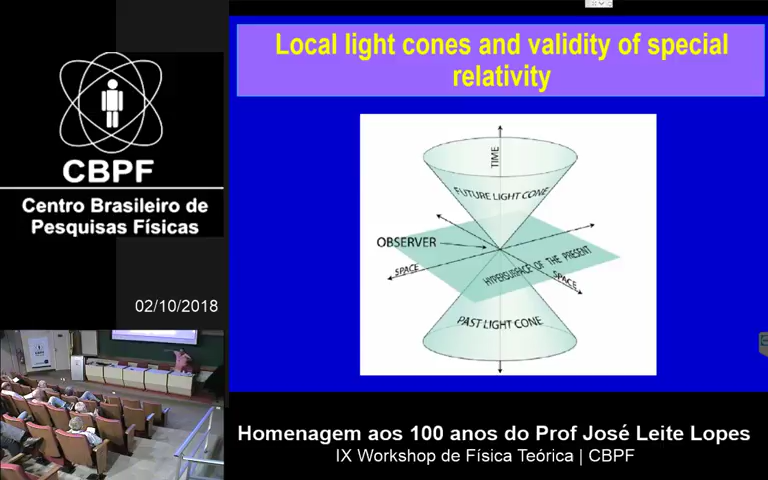 CBPF
Centro Brasileiro de
Pesquisas Físicas
02/10/2018
Local light cones and validity of special
relativity
TIME
FUTURE LIGHT CONE
OBSERVER
SPACE
HYPERSURFACE OF THE PRESENT
SPACE
PAST LIGHT CONE
Homenagem aos 100 anos do Prof José Leite Lopes
IX Workshop de Física Teórica | CBPF